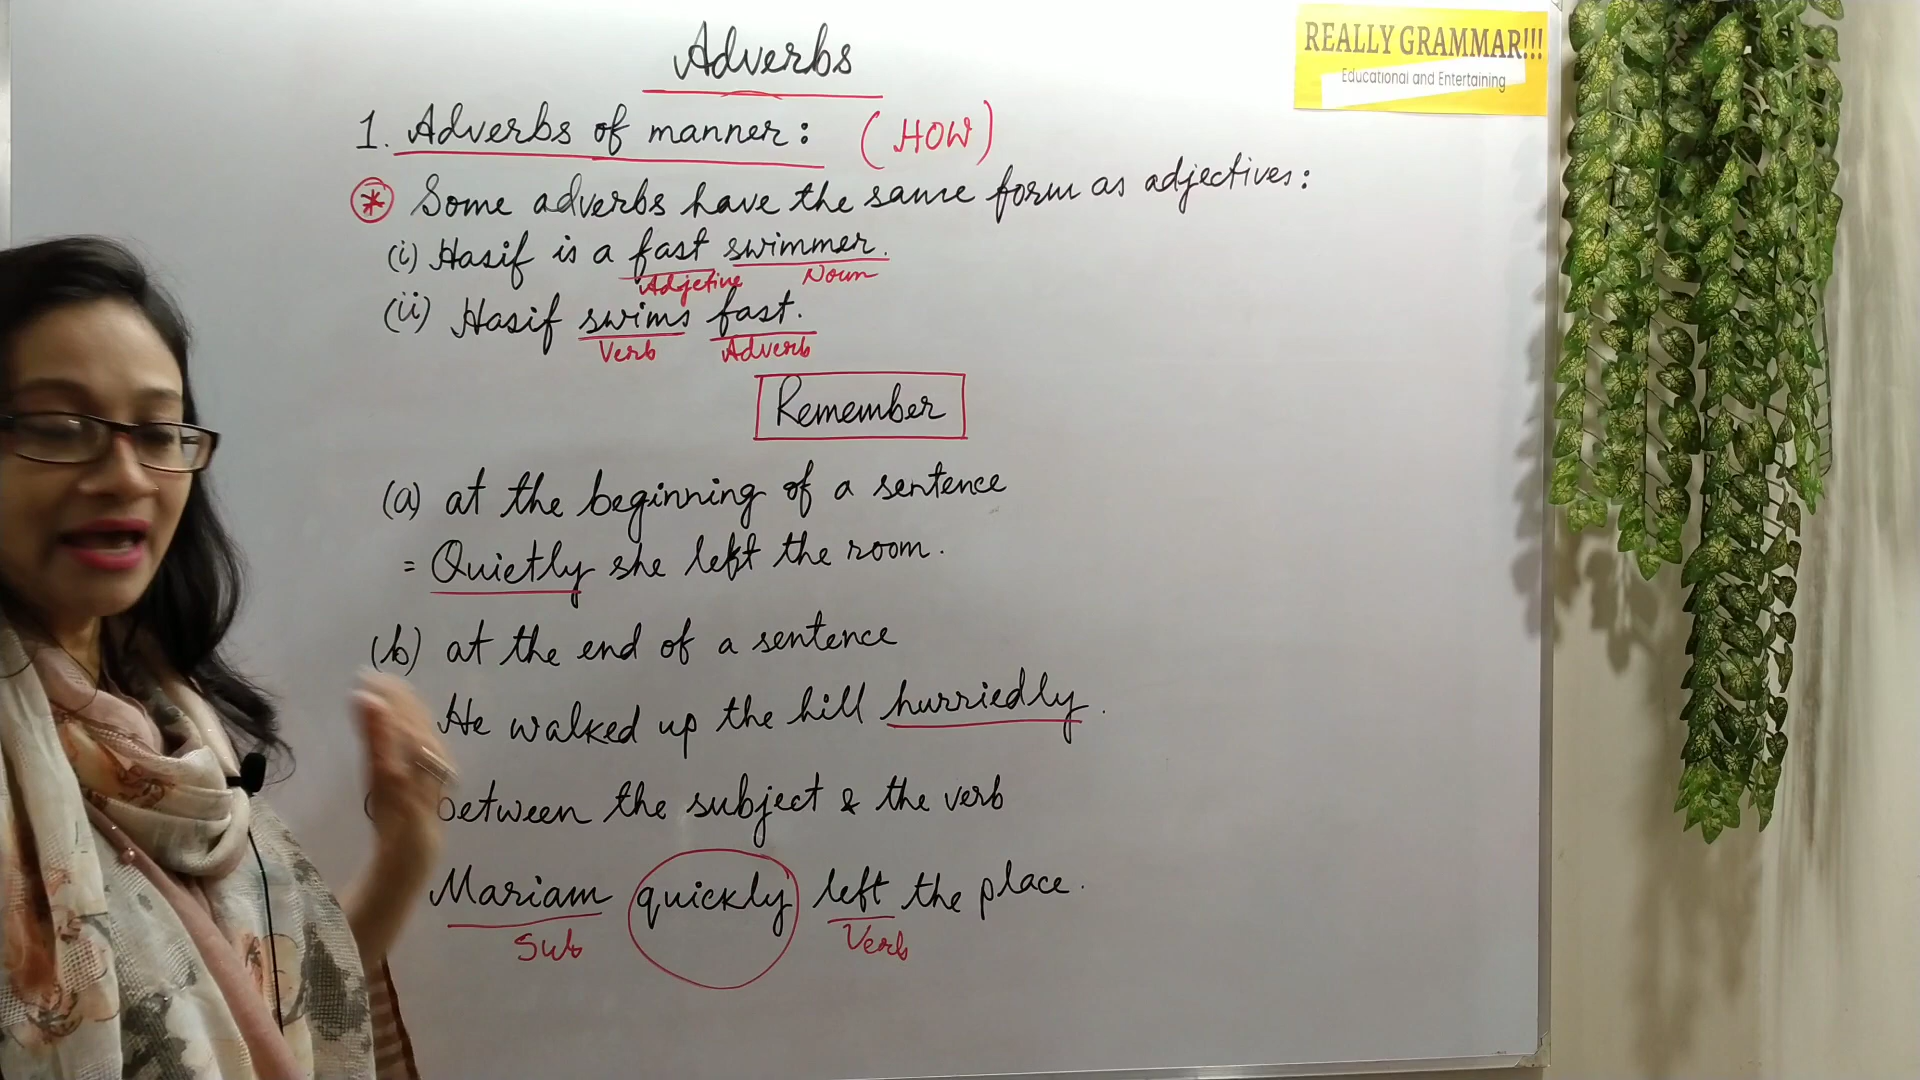 Adverbs
REALLY GRAMMAR!!!
Educational and Entertaining
1. Adverbs of manner: (HOW)
* Some adverbs have the same form as adjectives:
(i) Hasif is a fast swimmer.
Adjetive Noun
(ii) Hasif swims fast.
Verb Adverb
Remember
(a) at the beginning of a sentence
= Quietly she left the room.
(b) at the end of a sentence
He walked up the hill hurriedly.
between the subject & the verb
Mariam quickly left the place.
Sub Verb